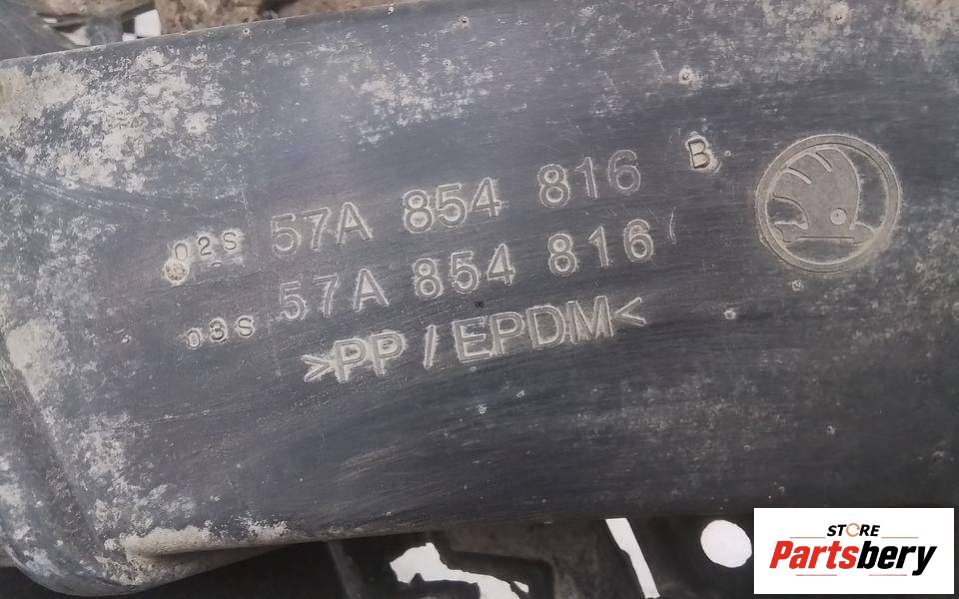 02S 57A 854 816 B
03S 57A 854 816
>PP/EPDM<
STORE
Partsbery